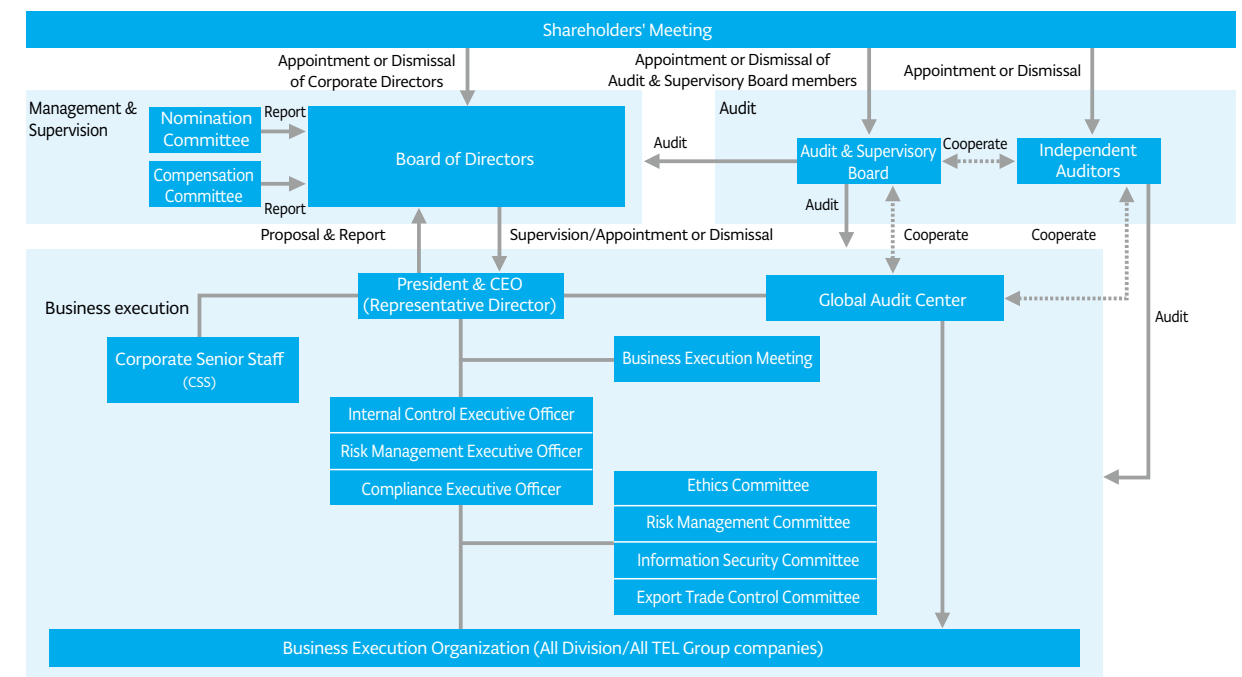 Shareholders' Meeting
Appointment or Dismissal
of Corporate Directors
Appointment or Dismissal of
Audit & Supervisory Board members
Appointment or Dismissal
Management &
Supervision
Nomination
Committee
Report
Compensation
Committee
Report
Board of Directors
Audit
Audit
Audit & Supervisory
Board
Cooperate
Independent
Auditors
Audit
Proposal & Report
Supervision/Appointment or Dismissal
Cooperate
Cooperate
Business execution
President & CEO
(Representative Director)
Global Audit Center
Audit
Corporate Senior Staff
(CSS)
Business Execution Meeting
Internal Control Executive Officer
Risk Management Executive Officer
Compliance Executive Officer
Ethics Committee
Risk Management Committee
Information Security Committee
Export Trade Control Committee
Business Execution Organization (All Division/All TEL Group companies)